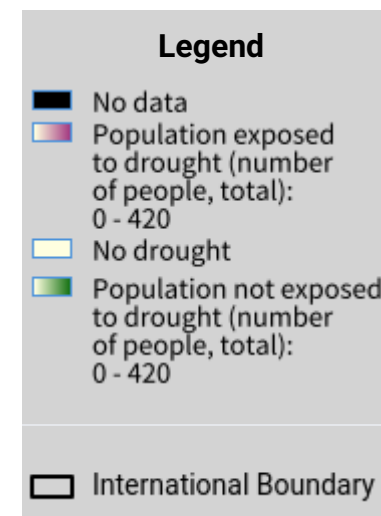 Legend
No data
Population exposed
to drought (number
of people, total):
0 - 420
No drought
Population not exposed
to drought (number
of people, total):
0 - 420
International Boundary